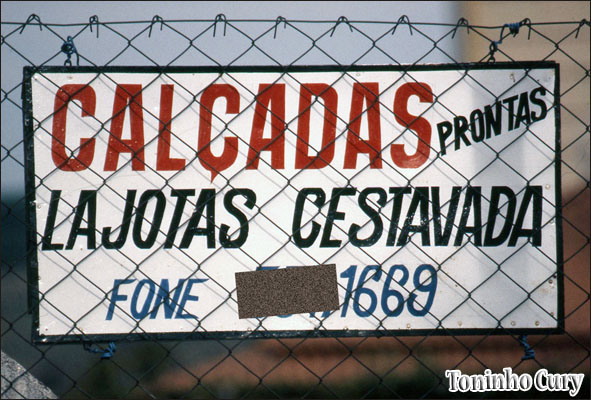 CALÇADAS PRONTAS
LAJOTAS CESTAVADA
FONE 1669
Toninho Cury